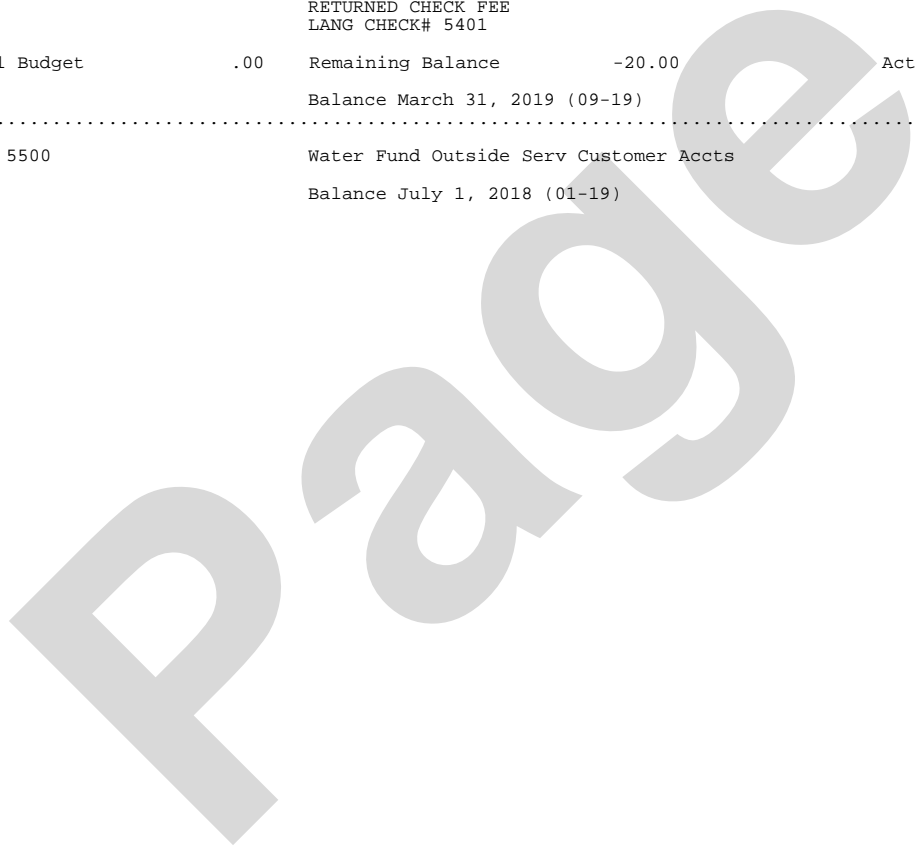 RETURNED CHECK FEE
LANG CHECK# 5401
l Budget .00 Remaining Balance -20.00 Act
Balance March 31, 2019 (09-19)
5500 Water Fund Outside Serv Customer Accts
Balance July 1, 2018 (01-19)
Page